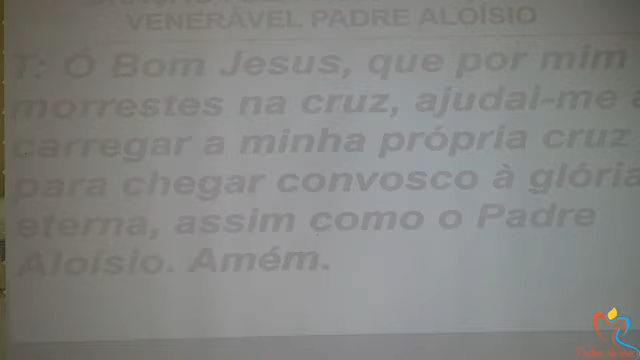 VENERÁVEL PADRE ALOÍSIO
T: Ó Bom Jesus, que por mim
morrestes na cruz, ajudai-me a
carregar a minha própria cruz
para chegar convosco à glória
eterna, assim como o Padre
Aloísio. Amém.